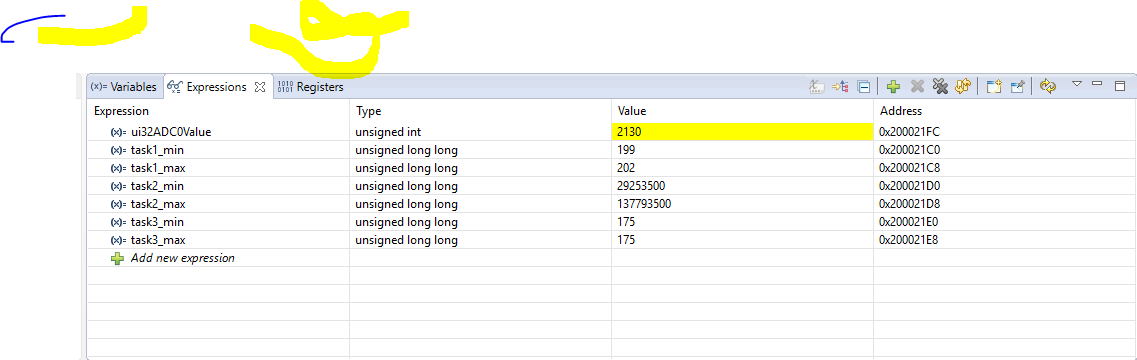 (x)= Variables Expressions 1010 0101 Registers
Expression Type Value Address
(x)= ui32ADC0Value unsigned int 2130 0x200021FC
(x)= task1_min unsigned long long 199 0x200021C0
(x)= task1_max unsigned long long 202 0x200021C8
(x)= task2_min unsigned long long 29253500 0x200021D0
(x)= task2_max unsigned long long 137793500 0x200021D8
(x)= task3_min unsigned long long 175 0x200021E0
(x)= task3_max unsigned long long 175 0x200021E8
Add new expression